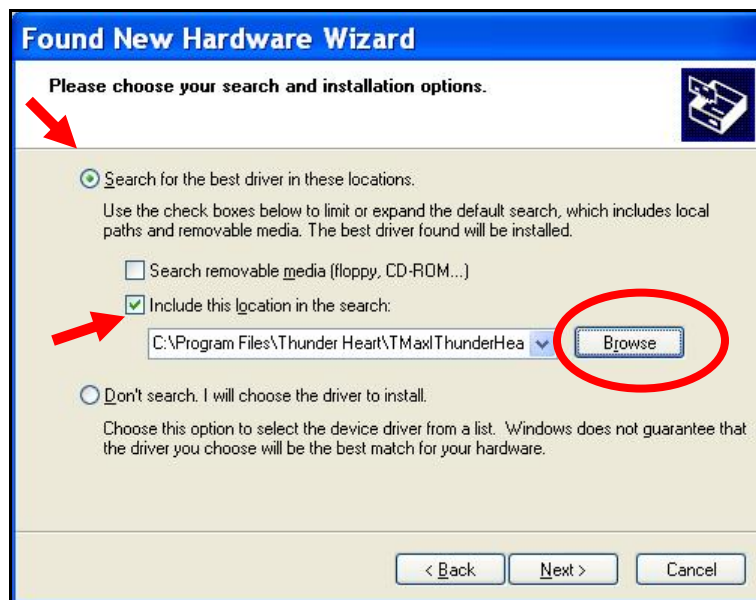 Found New Hardware Wizard
Please choose your search and installation options.
Search for the best driver in these locations.
Use the check boxes below to limit or expand the default search, which includes local
paths and removable media. The best driver found will be installed.
Search removable media (floppy, CD-ROM...)
Include this location in the search:
C:\Program Files\Thunder Heart\TMaxIThunderHea
Browse
Don't search. I will choose the driver to install.
Choose this option to select the device driver from a list. Windows does not guarantee that
the driver you choose will be the best match for your hardware.
< Back
Next >
Cancel